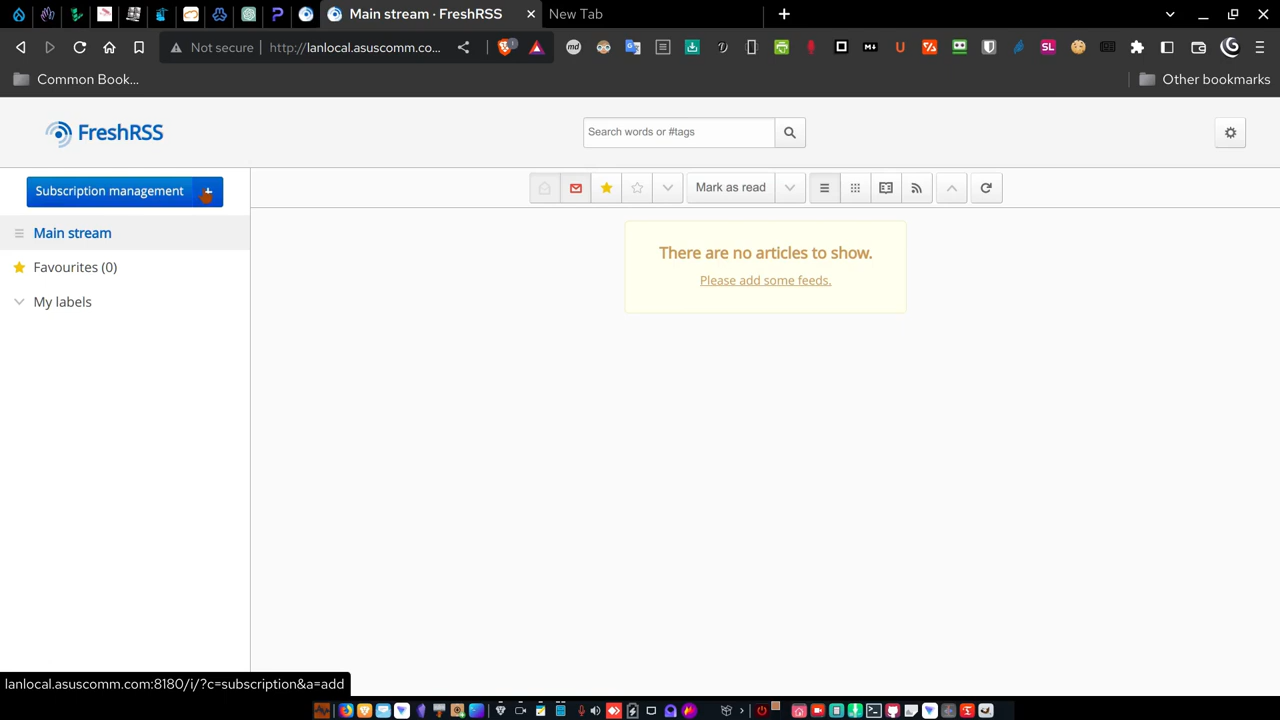 Main stream · FreshRSS
New Tab
Not secure
http://lanlocal.asuscomm.co...
Common Book...
Other bookmarks
FreshRSS
Search words or #tags
Subscription management
Mark as read
Main stream
Favourites (0)
My labels
There are no articles to show.
Please add some feeds.
lanlocal.asuscomm.com:8180/i/?c=subscription&a=add